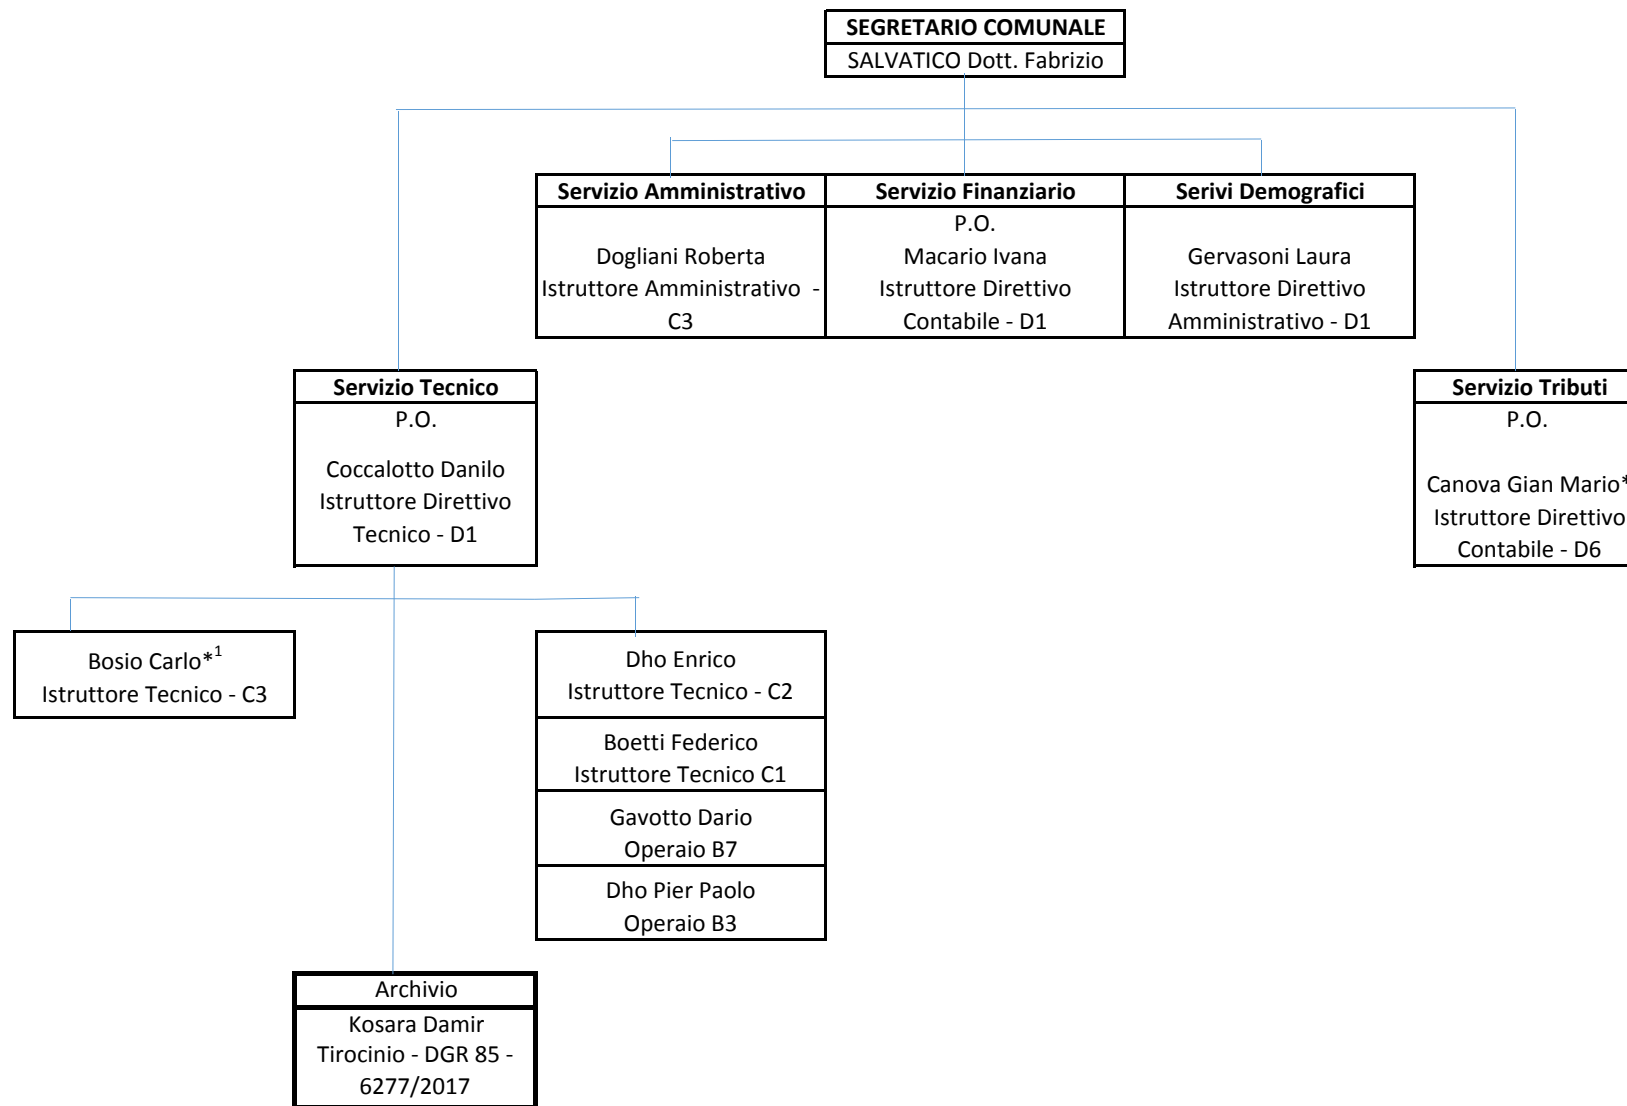 SEGRETARIO COMUNALE
SALVATICO Dott. Fabrizio
Servizio Amministrativo
Dogliani Roberta
Istruttore Amministrativo -
C3
Servizio Finanziario
P.O.
Macario Ivana
Istruttore Direttivo
Contabile - D1
Serivi Demografici
Gervasoni Laura
Istruttore Direttivo
Amministrativo - D1
Servizio Tecnico
P.O.
Coccalotto Danilo
Istruttore Direttivo
Tecnico - D1
Servizio Tributi
P.O.
Canova Gian Mario*
Istruttore Direttivo
Contabile - D6
Bosio Carlo*¹
Istruttore Tecnico - C3
Dho Enrico
Istruttore Tecnico - C2
Boetti Federico
Istruttore Tecnico C1
Gavotto Dario
Operaio B7
Dho Pier Paolo
Operaio B3
Archivio
Kosara Damir
Tirocinio - DGR 85 -
6277/2017